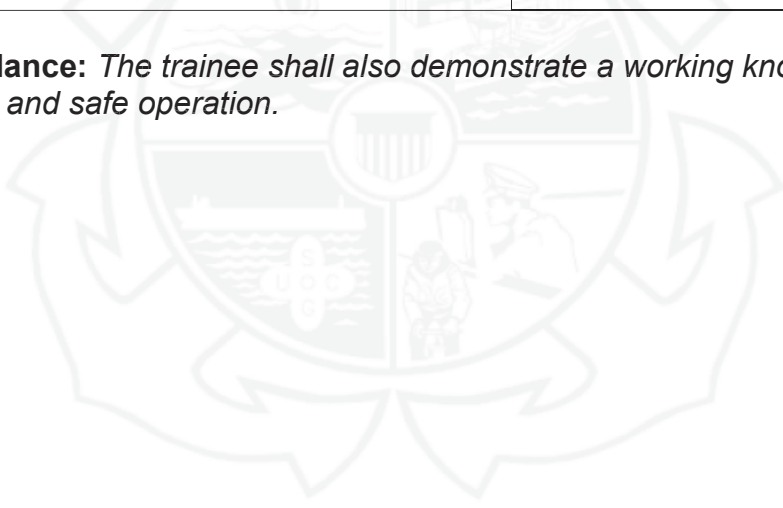 lance: The trainee shall also demonstrate a working kno
and safe operation.
S
U O C
G